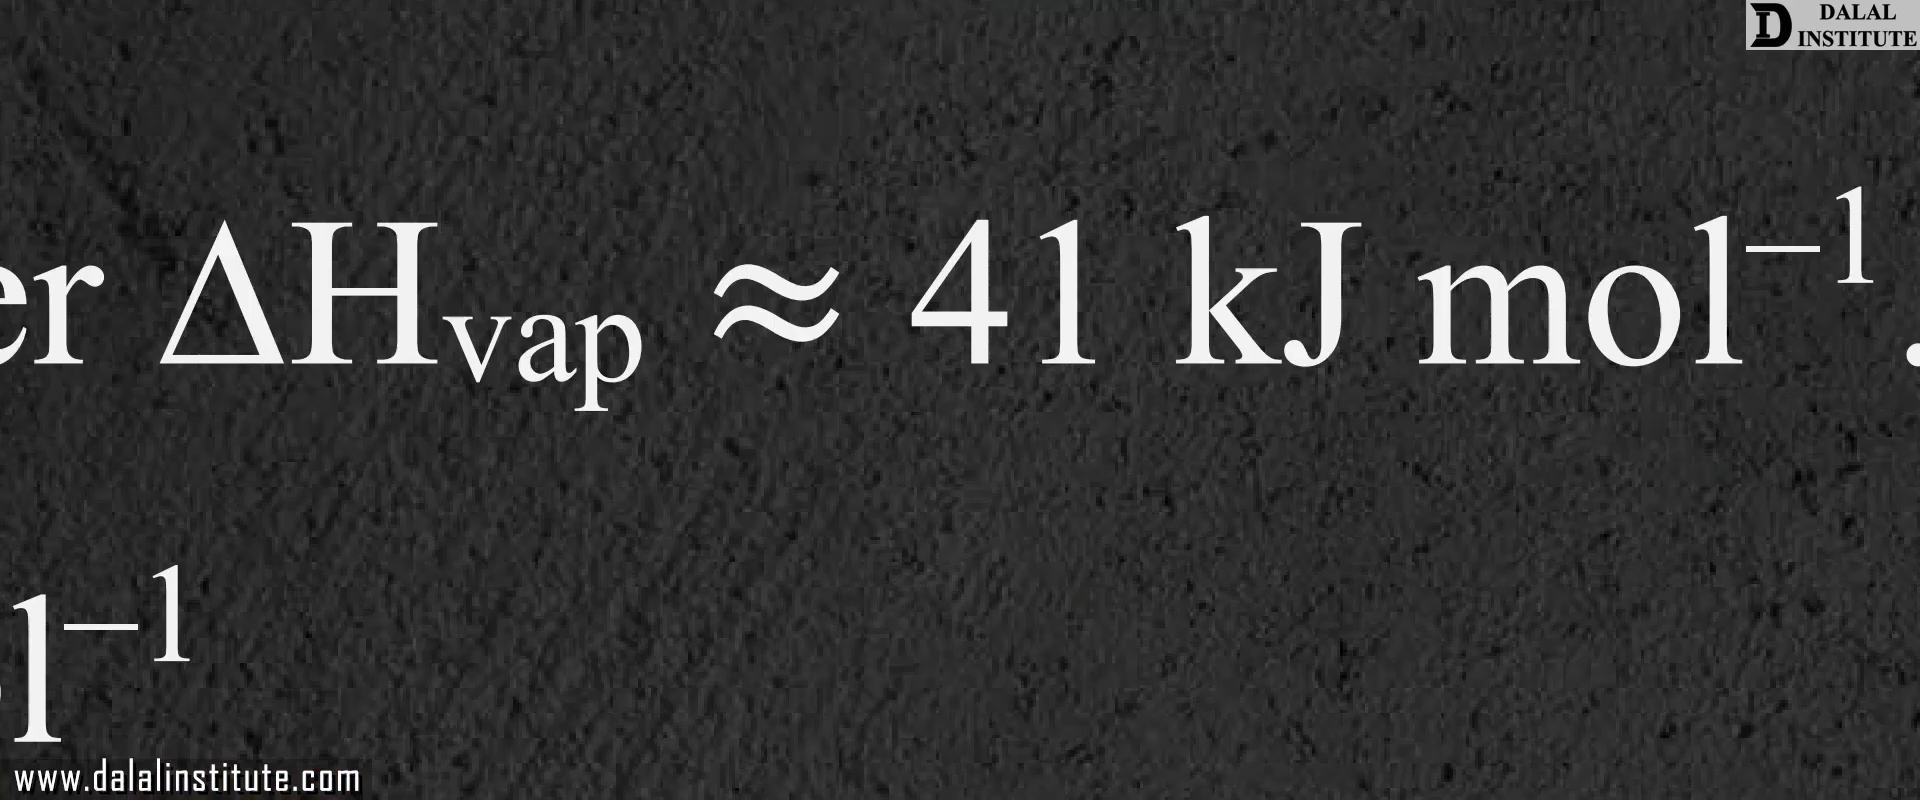 DALAL
INSTITUTE
er ΔHvap ≈ 41 kJ mol⁻¹.
l⁻¹
www.dalalinstitute.com